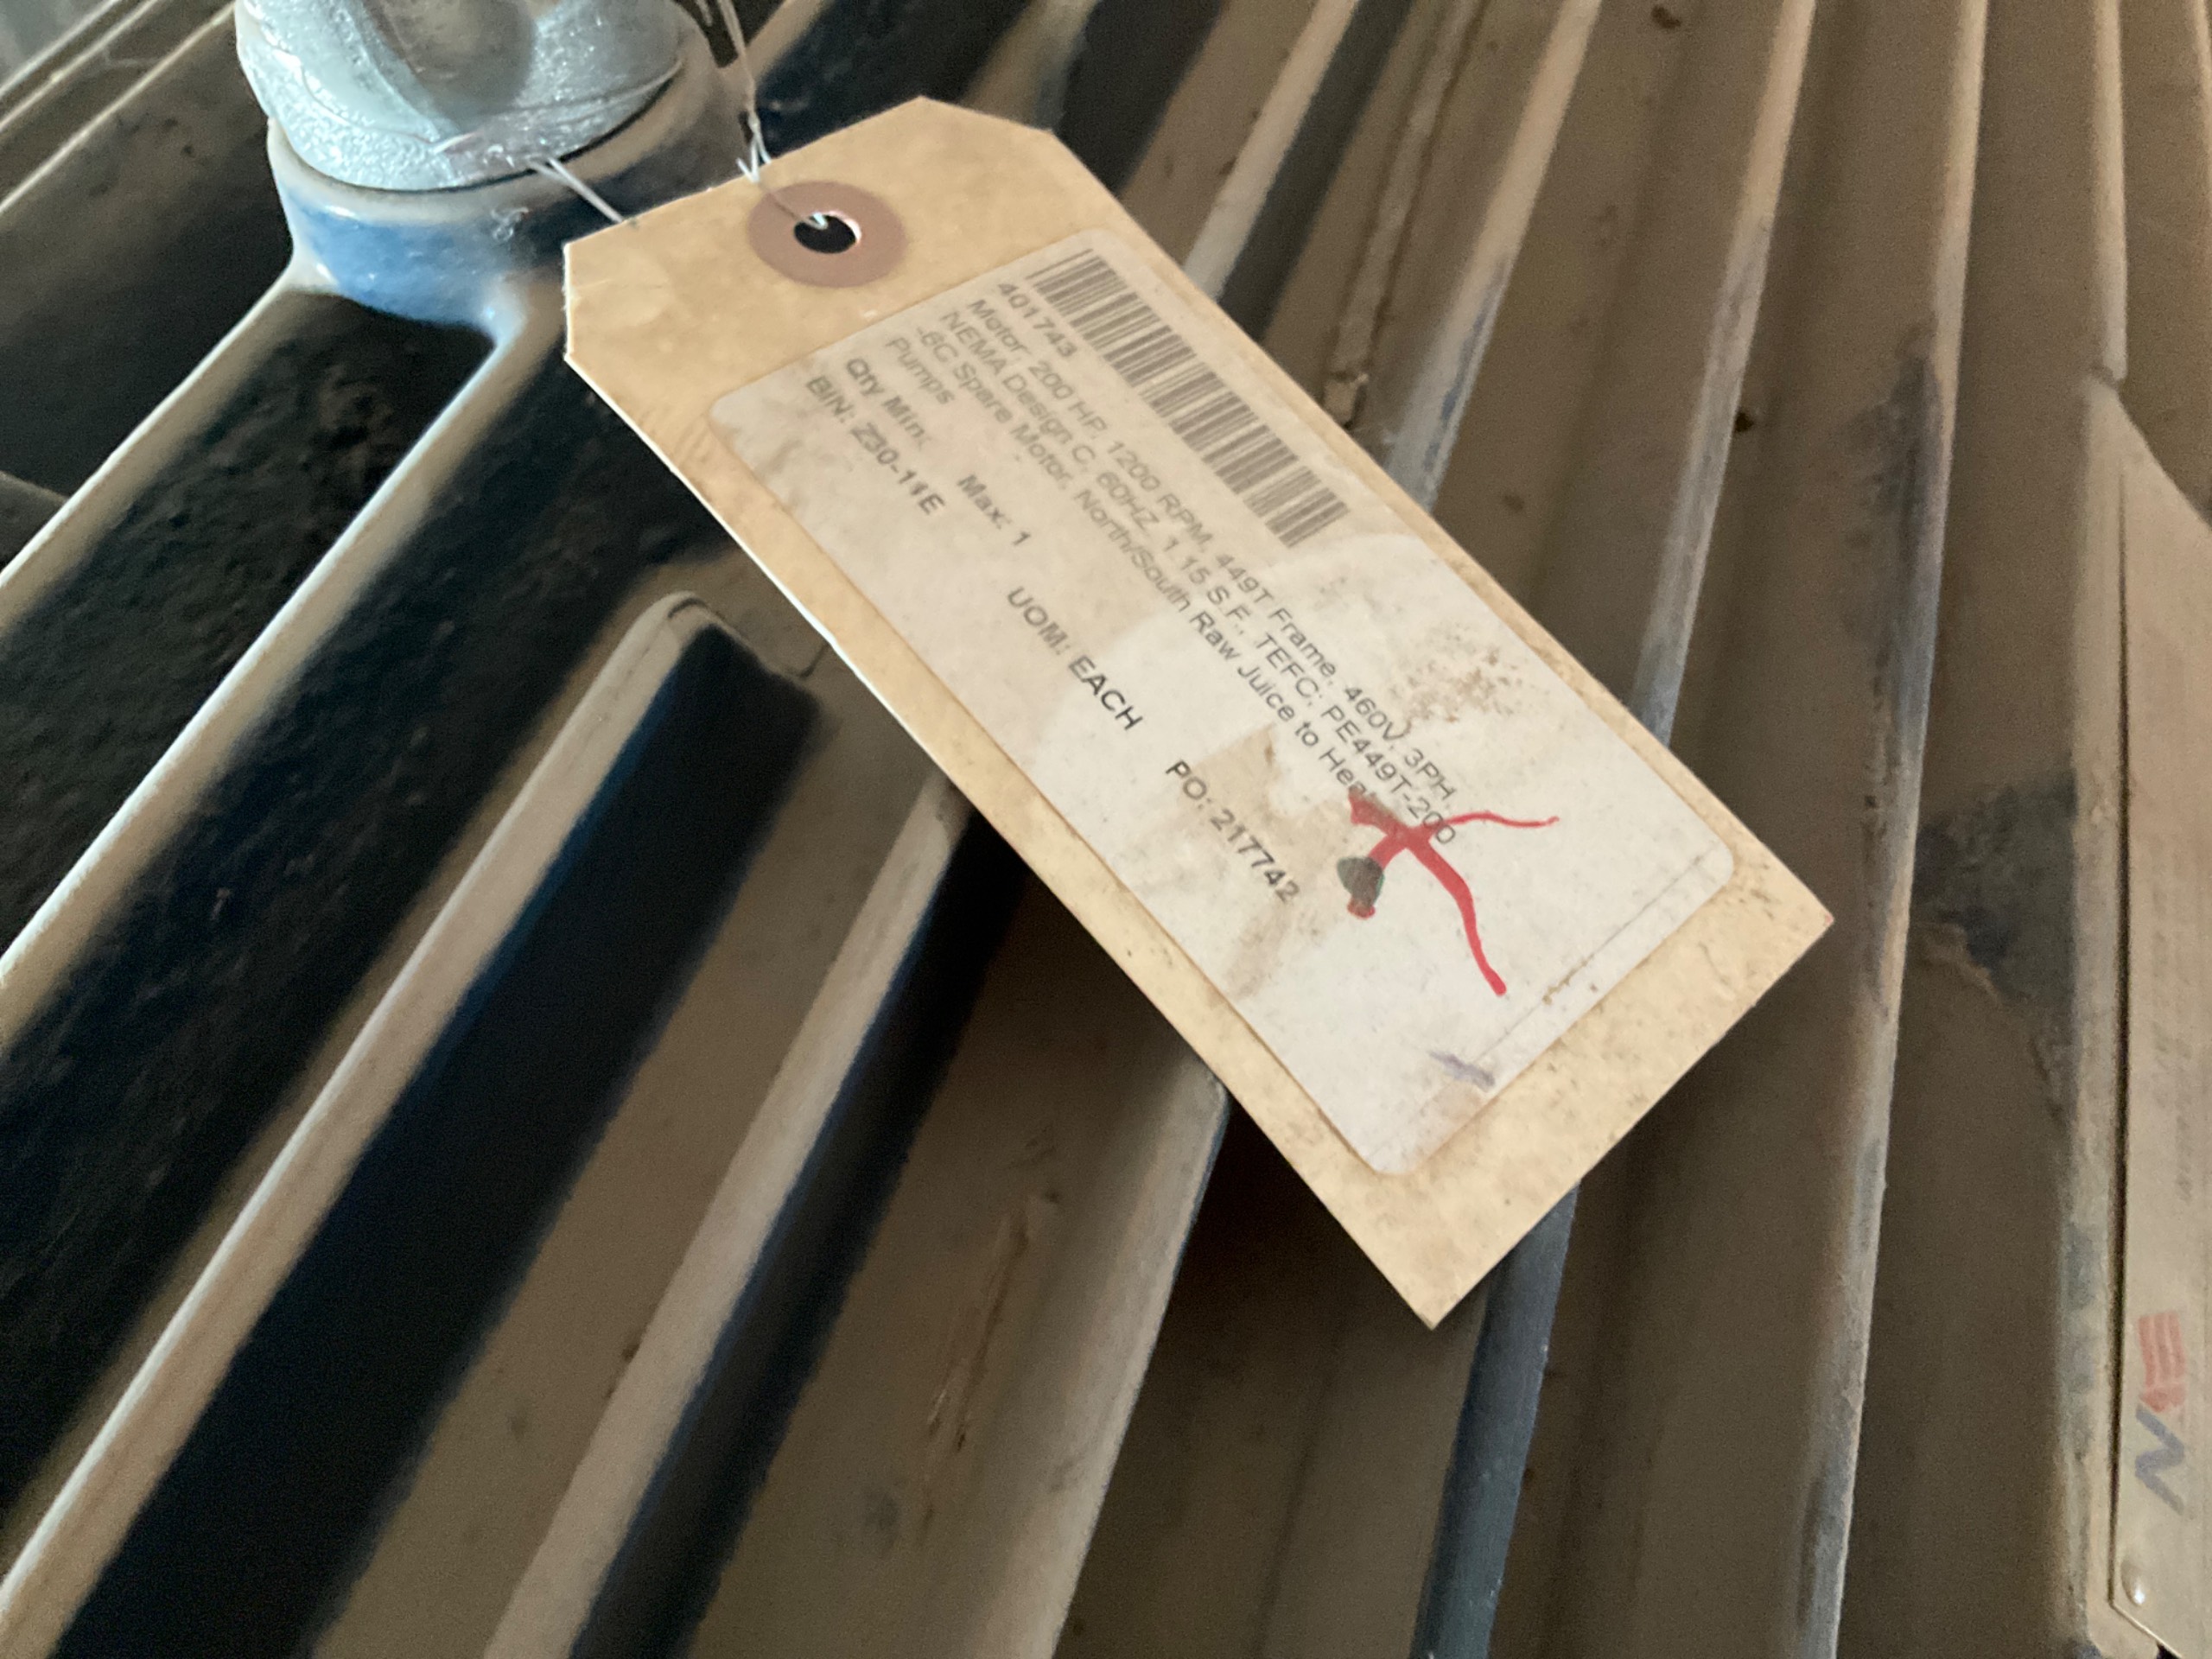 401743
Motor, 200 HP, 1200 RPM, 449T Frame, 460V, 3PH,
NEMA Design C, 60HZ, 1.15 S.F., TEFC; PE449T-200
-6C Spare Motor, North/South Raw Juice to
Pumps
Qty Min: Max: 1 UOM: EACH PO: 217742
BIN: Z30-11E